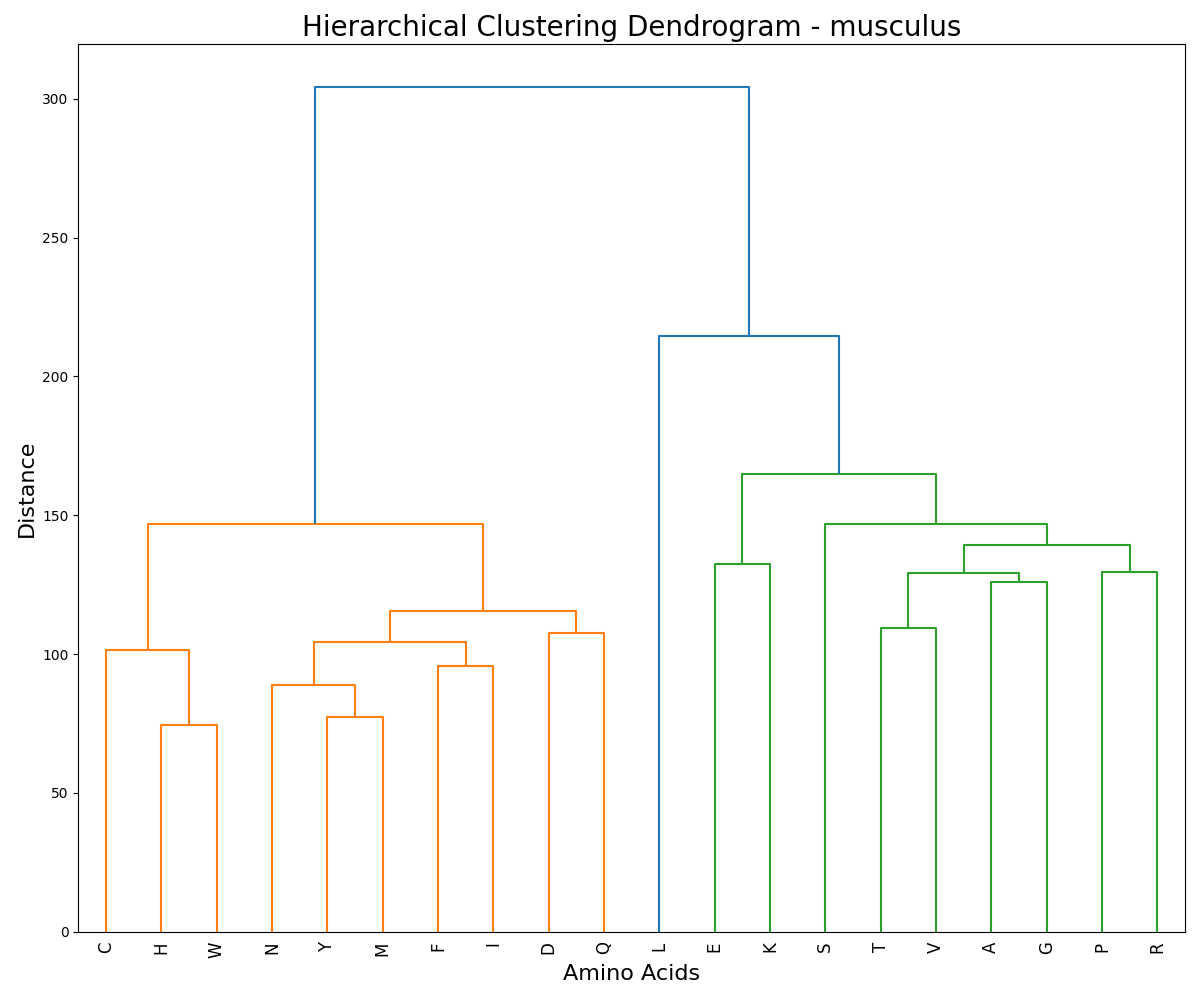 Hierarchical Clustering Dendrogram - musculus
300
250
200
150
100
50
0
Distance
C H W N Y M F I D Q L E K S T V A G P R
Amino Acids